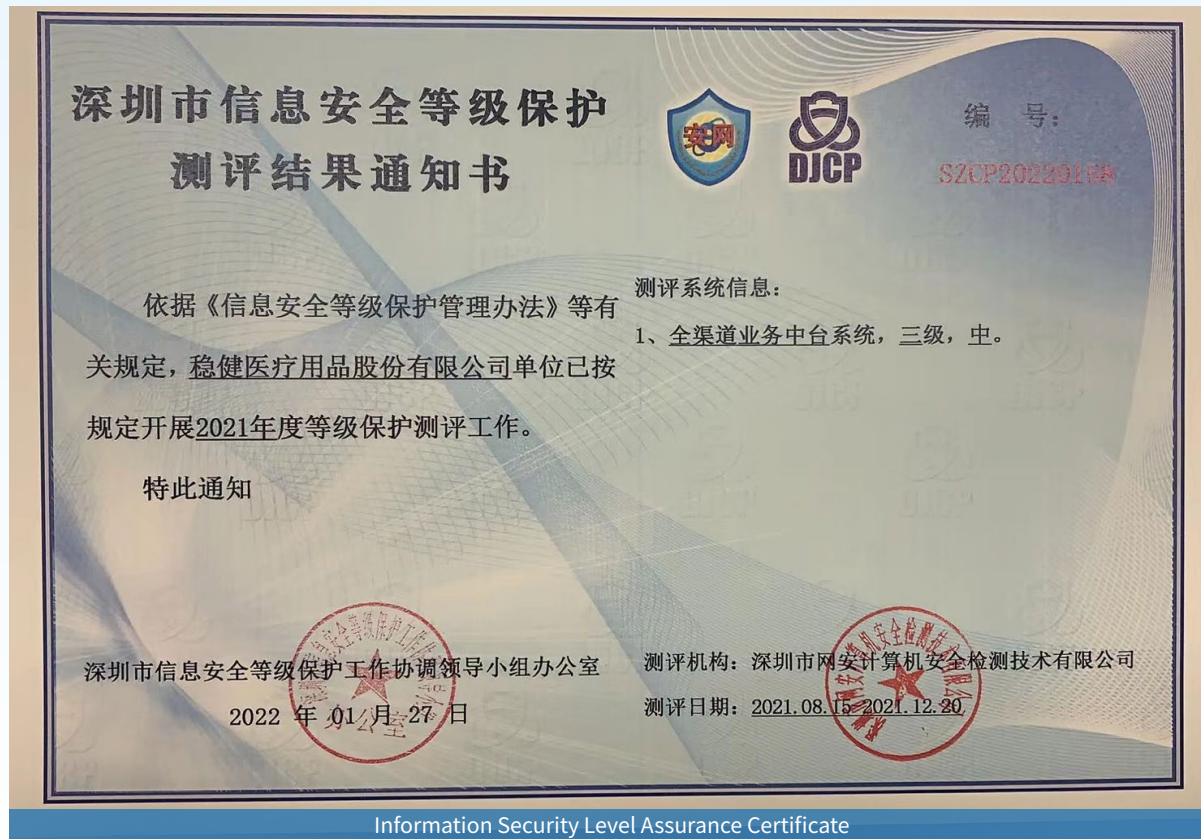 深圳市信息安全等级保护
测评结果通知书
安网
DJCP
编 号：
依据《信息安全等级保护管理办法》等有
关规定，稳健医疗用品股份有限公司单位已按
规定开展2021年度等级保护测评工作。
特此通知
深圳市信息安全等级保护工作协调领导小组办公室
2022 年 01 月 27 日
办公室
测评系统信息：
1、全渠道业务中台系统，三级，中。
测评机构：深圳市网安计算机安全检测技术有限公司
测评日期：2021.08.15-2021.12.20
Information Security Level Assurance Certificate